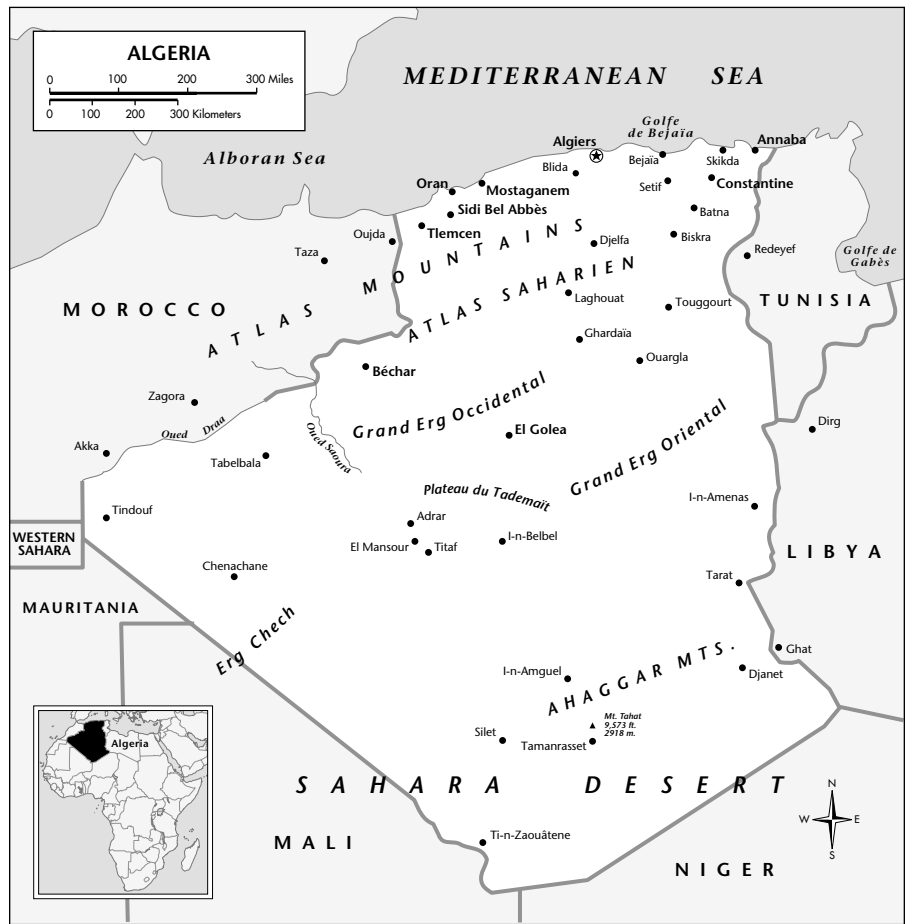 ALGERIA
0 100 200 300 Miles
0 100 200 300 Kilometers
MEDITERRANEAN SEA
Golfe
de Bejaïa
Alboran Sea
Algiers
Annaba
Bejaïa
Skikda
Blida
Setif
Constantine
Oran
Mostaganem
Sidi Bel Abbès
Batna
Tlemcen
Biskra
Oujda
Djelfa
Redeyef
Golfe de
Gabès
Taza
ATLAS MOUNTAINS
ATLAS SAHARIEN
Laghouat
Touggourt
TUNISIA
MOROCCO
Ghardaïa
Ouargla
Béchar
Zagora
Grand Erg Occidental
Oued Draa
Oued Saoura
El Golea
Grand Erg Oriental
Dirg
Akka
Tabelbala
Plateau du Tademaït
I-n-Amenas
Tindouf
Adrar
WESTERN
SAHARA
El Mansour
Titaf
I-n-Belbel
LIBYA
Chenachane
Tarat
MAURITANIA
Erg Chech
Ghat
I-n-Amguel
AHAGGAR MTS.
Djanet
Mt. Tahat
9,573 ft.
2918 m.
Silet
Tamanrasset
Algeria
SAHARA DESERT
N
W E
S
Ti-n-Zaouâtene
MALI
NIGER